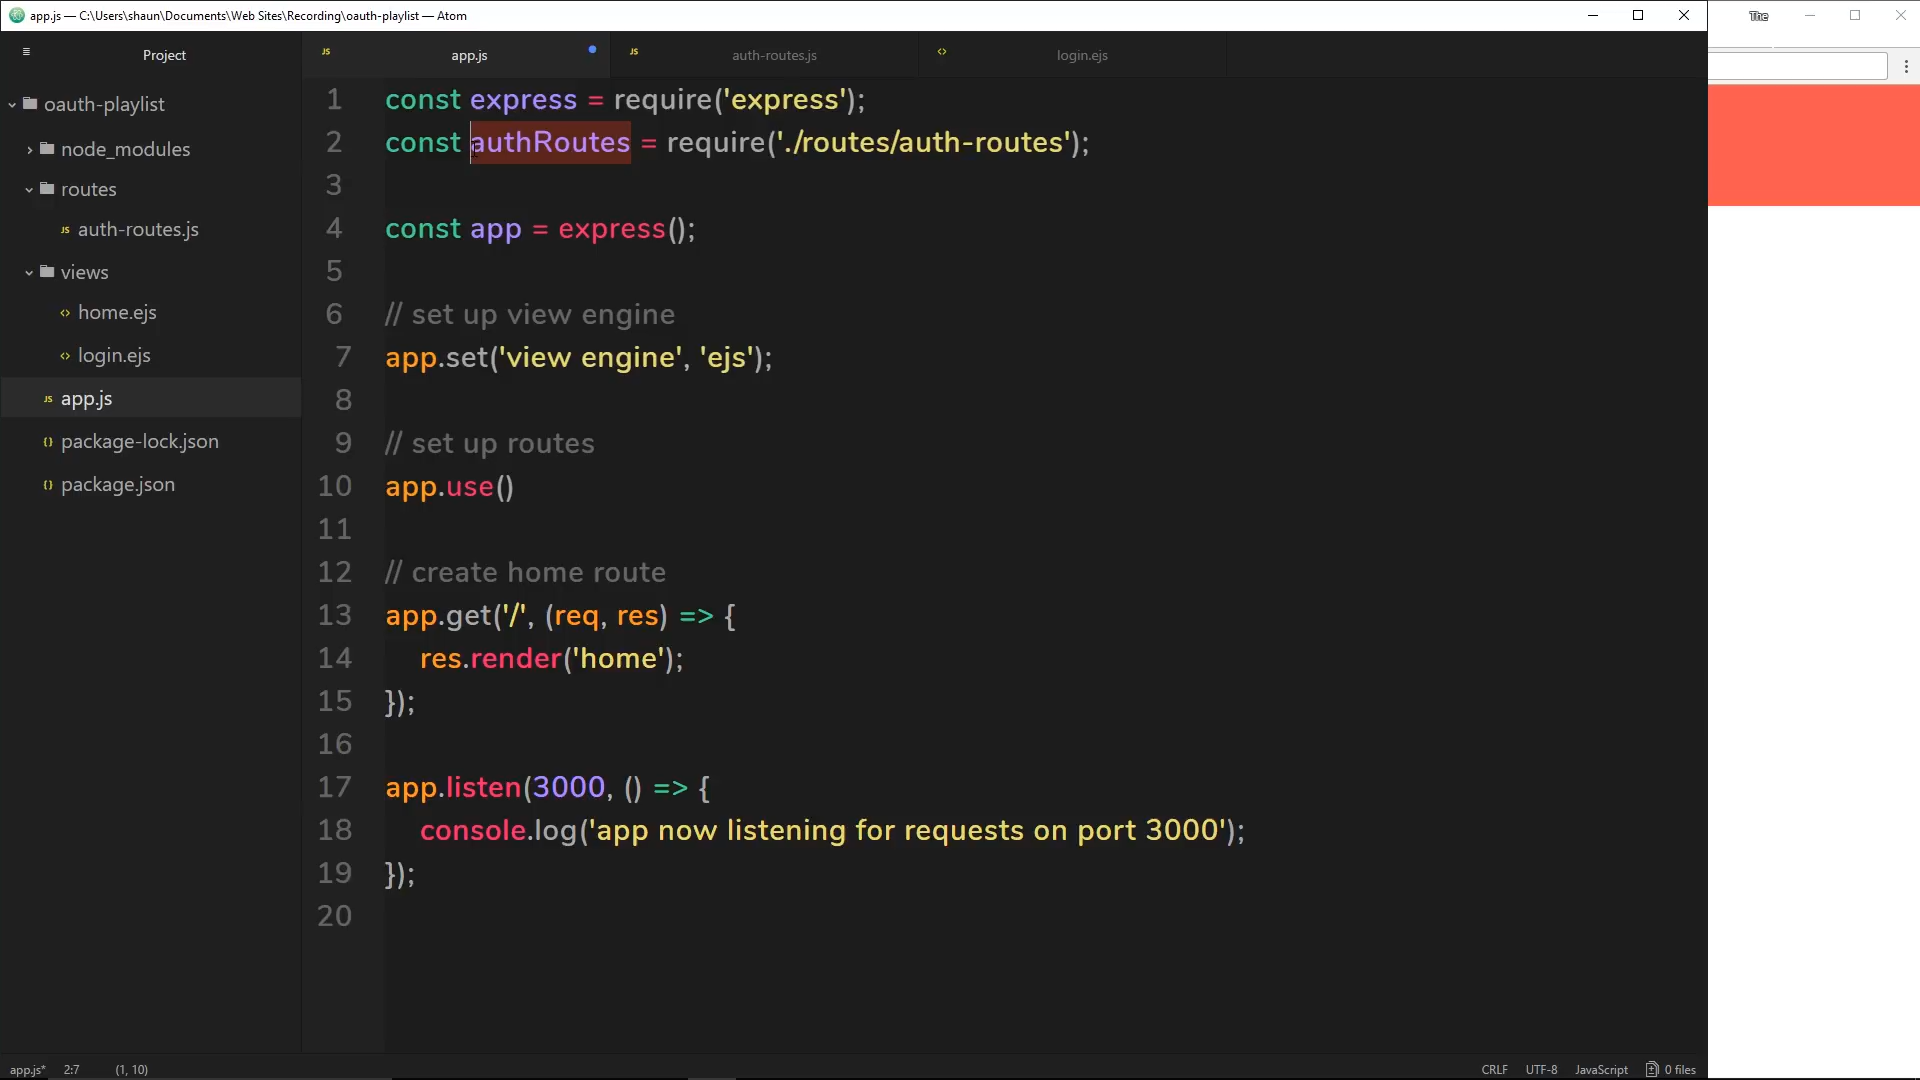 app.js — C:\Users\shaun\Documents\Web Sites\Recording\oauth-playlist — Atom
The
Project
app.js
auth-routes.js
login.ejs
oauth-playlist
node_modules
routes
auth-routes.js
views
home.ejs
login.ejs
app.js
package-lock.json
package.json
1 const express = require('express');
2 const authRoutes = require('./routes/auth-routes');
3
4 const app = express();
5
6 // set up view engine
7 app.set('view engine', 'ejs');
8
9 // set up routes
10 app.use()
11
12 // create home route
13 app.get('/', (req, res) => {
14 res.render('home');
15 });
16
17 app.listen(3000, () => {
18 console.log('app now listening for requests on port 3000');
19 });
20
app.js* 2:7 (1, 10)
CRLF UTF-8 JavaScript 0 files